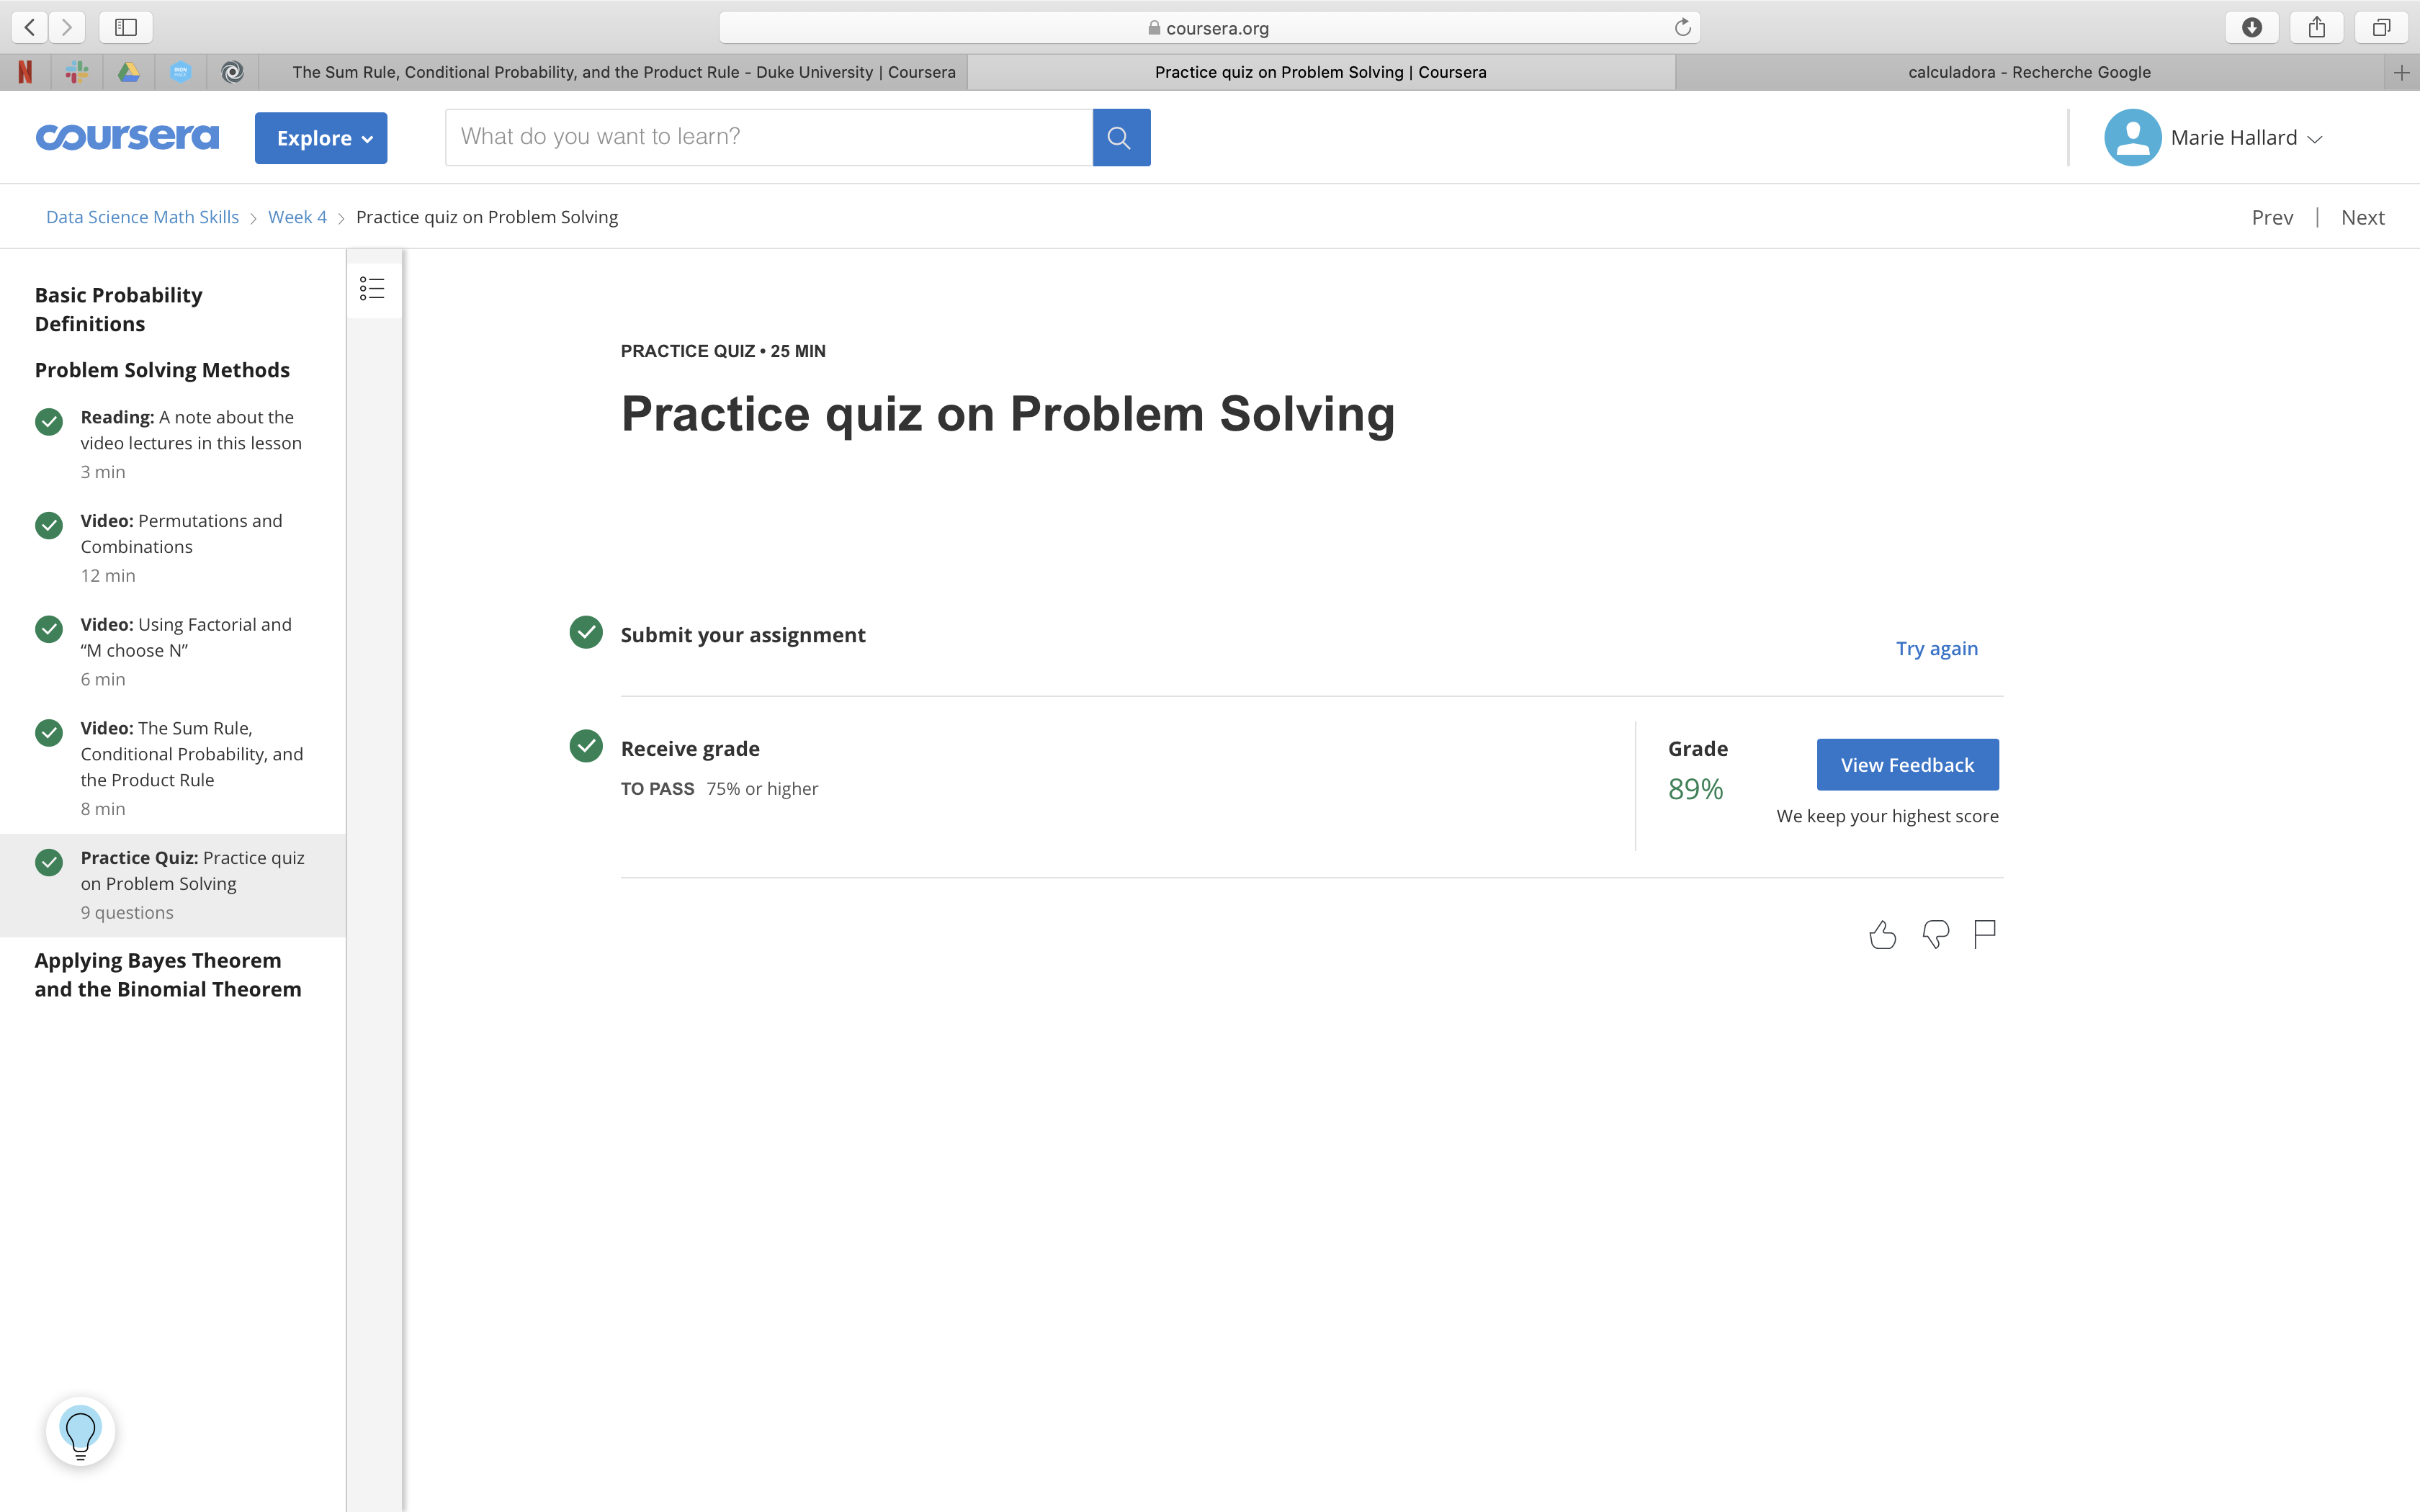 coursera.org
The Sum Rule, Conditional Probability, and the Product Rule - Duke University | Coursera
Practice quiz on Problem Solving | Coursera
calculadora - Recherche Google
coursera
Explore
What do you want to learn?
Marie Hallard
Data Science Math Skills
Week 4
Practice quiz on Problem Solving
Prev | Next
Basic Probability
Definitions
Problem Solving Methods
Reading: A note about the
video lectures in this lesson
3 min
Video: Permutations and
Combinations
12 min
Video: Using Factorial and
“M choose N”
6 min
Video: The Sum Rule,
Conditional Probability, and
the Product Rule
8 min
Practice Quiz: Practice quiz
on Problem Solving
9 questions
Applying Bayes Theorem
and the Binomial Theorem
PRACTICE QUIZ • 25 MIN
Practice quiz on Problem Solving
Submit your assignment
Try again
Receive grade
TO PASS 75% or higher
Grade
89%
View Feedback
We keep your highest score